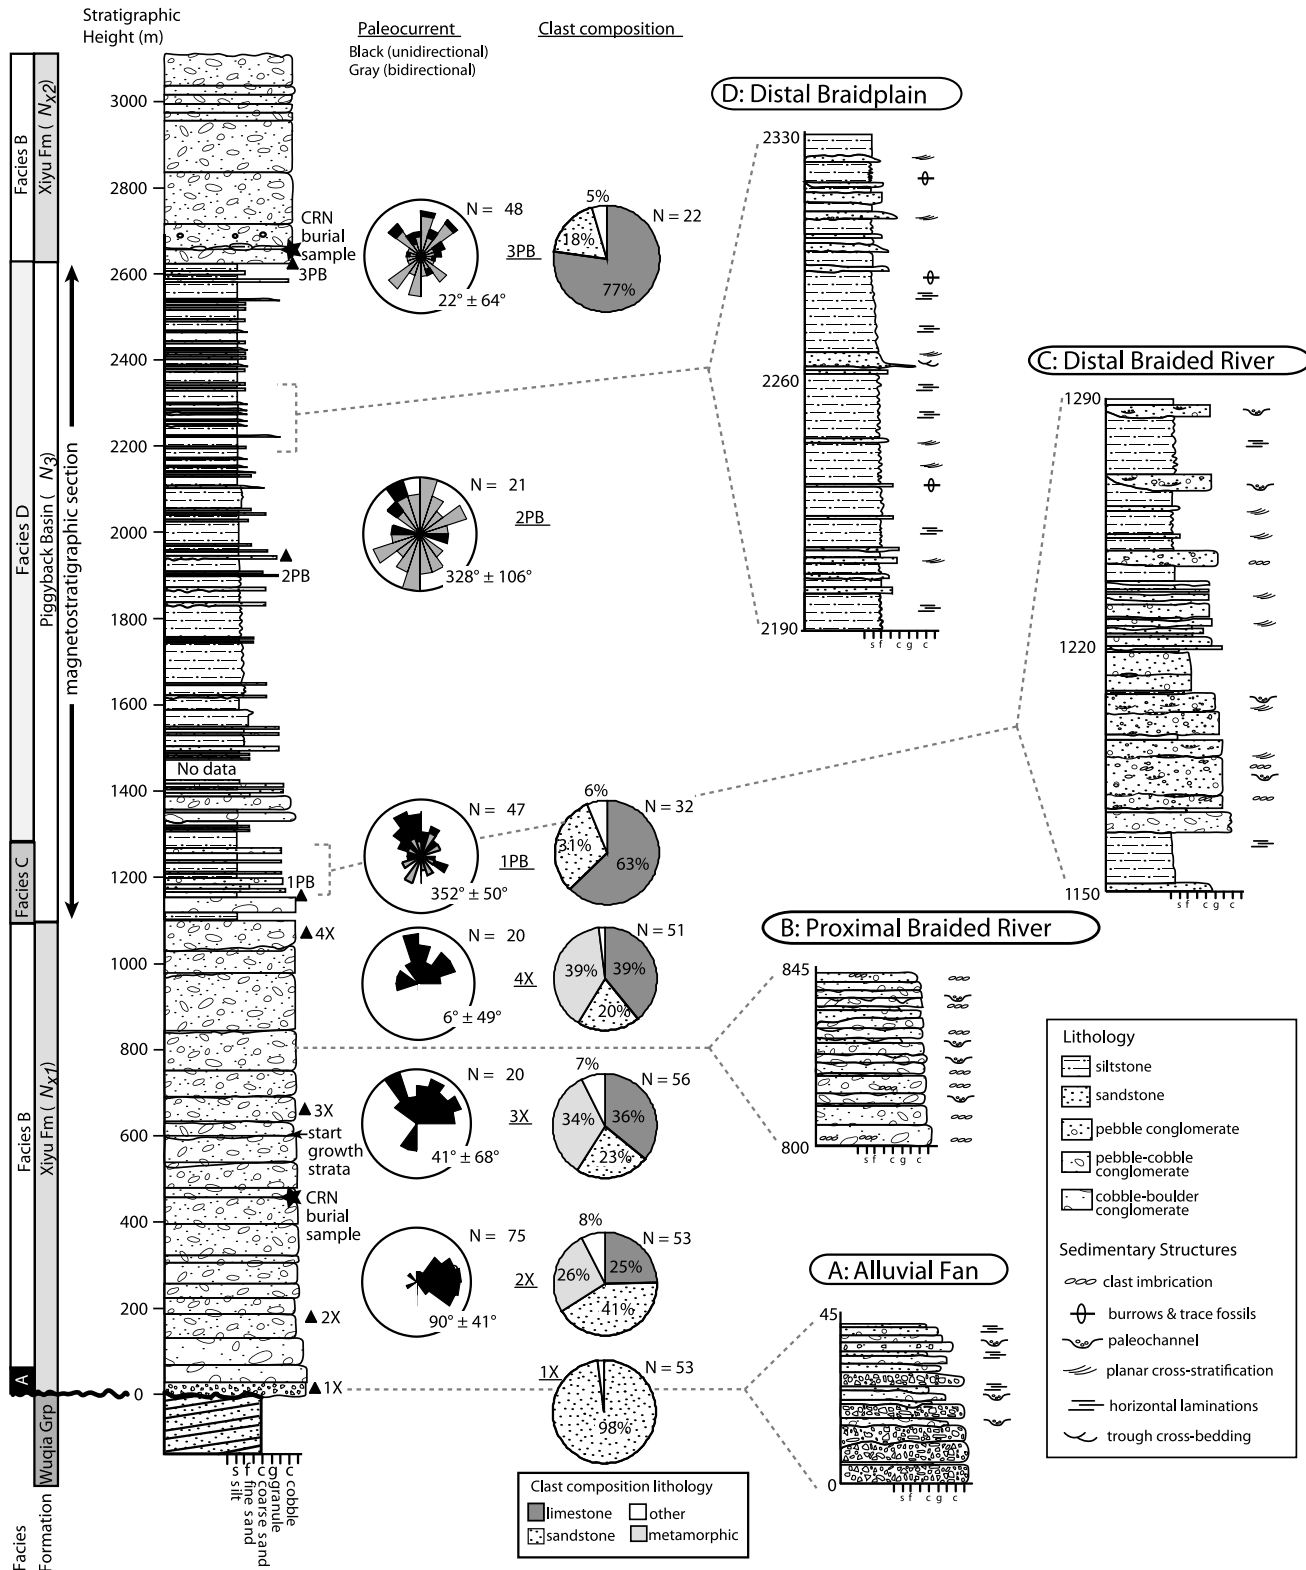 Stratigraphic
Height (m)
Paleocurrent
Black (unidirectional)
Gray (bidirectional)
Clast composition
3000
2800
2600
2400
2200
2000
1800
1600
1400
1200
1000
800
600
400
200
0
Facies B
Facies D
Facies C
Facies B
A
Xiyu Fm ( Nx2)
Piggyback Basin ( N3)
magnetostratigraphic section
Xiyu Fm ( Nx1)
Wuqia Grp
Facies
Formation
CRN
burial
sample
3PB
2PB
No data
1PB
4X
3X
start
growth
strata
CRN
burial
sample
2X
1X
s silt
f fine sand
c coarse sand
g granule
c cobble
N = 48
22° ± 64°
3PB
5%
18%
77%
N = 22
N = 21
2PB
328° ± 106°
N = 47
352° ± 50°
1PB
6%
31%
63%
N = 32
N = 20
6° ± 49°
4X
39%
39%
20%
N = 51
N = 20
41° ± 68°
3X
7%
34%
36%
23%
N = 56
N = 75
90° ± 41°
2X
8%
26%
25%
41%
N = 53
1X
98%
N = 53
Clast composition lithology
limestone
other
sandstone
metamorphic
D: Distal Braidplain
2330
2260
2190
s f c g c
C: Distal Braided River
1290
1220
1150
s f c g c
B: Proximal Braided River
845
800
s f c g c
A: Alluvial Fan
45
0
s f c g c
Lithology
siltstone
sandstone
pebble conglomerate
pebble-cobble
conglomerate
cobble-boulder
conglomerate
Sedimentary Structures
clast imbrication
burrows & trace fossils
paleochannel
planar cross-stratification
horizontal laminations
trough cross-bedding